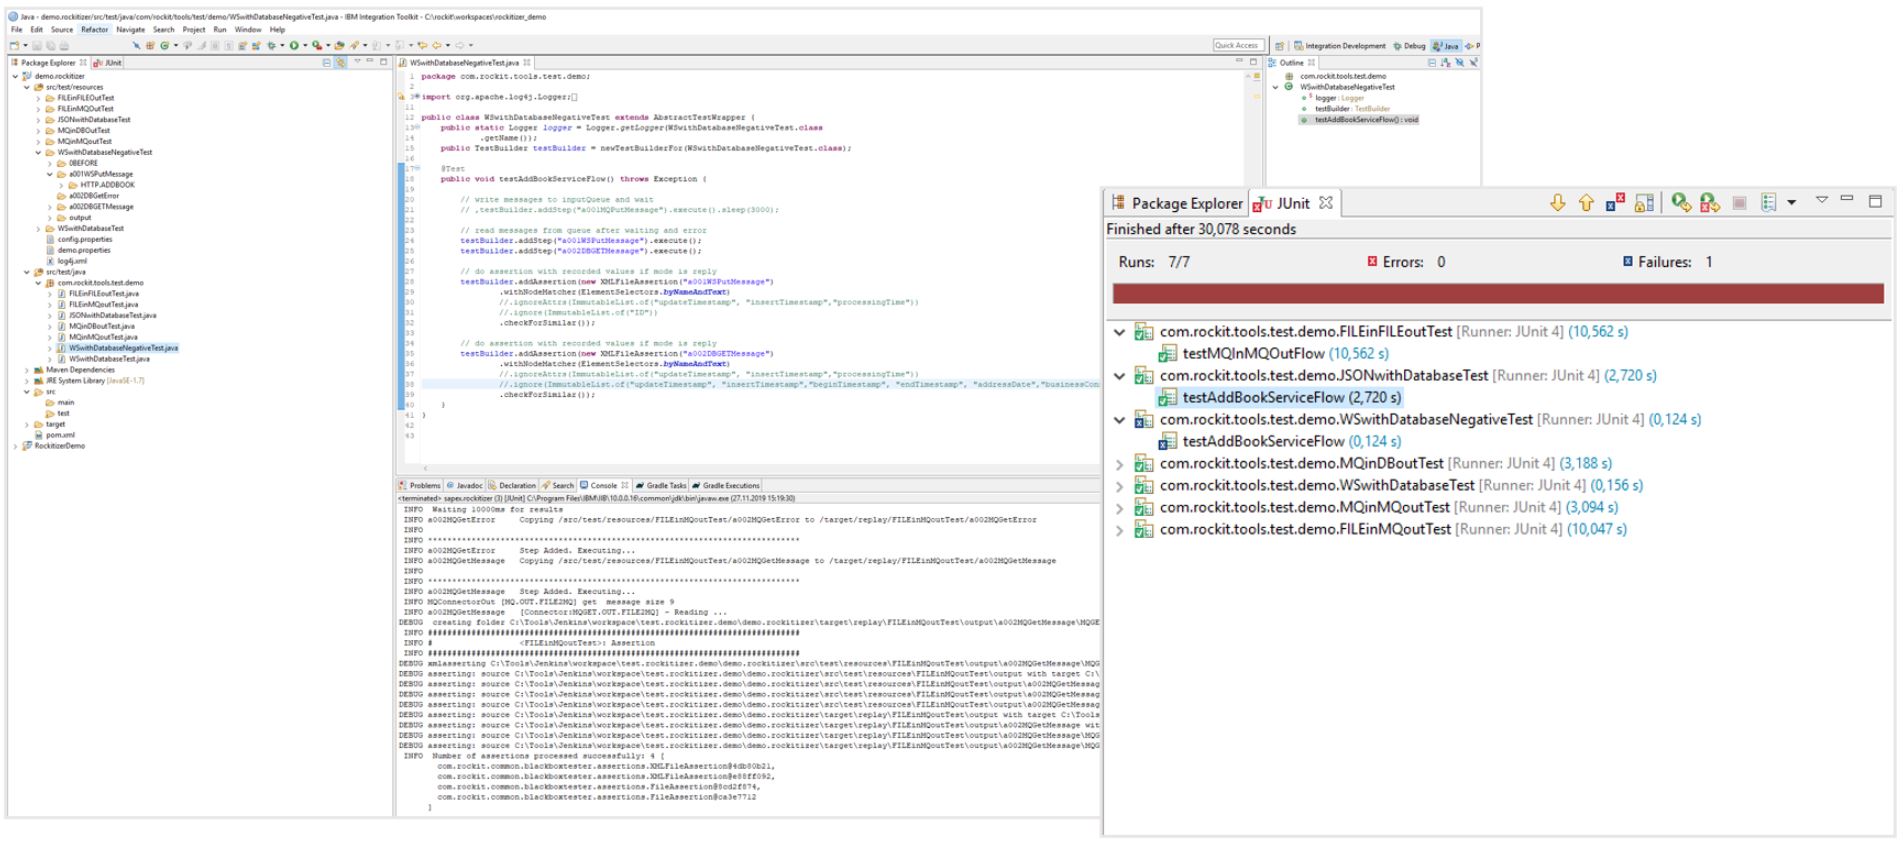 Java - demo.rockitizer/src/test/java/com/rockit/tools/test/demo/WSwithDatabaseNegativeTest.java - IBM Integration Toolkit - C:\rockit\workspaces\rockitizer_demo
File Edit Source Refactor Navigate Search Project Run Window Help
Quick Access
Integration Development Debug Java P
Package Explorer JUnit
demo.rockitizer
src/test/resources
FILEinFILEOutTest
FILEinMQOutTest
JSONwithDatabaseTest
MQinDBOutTest
MQinMQoutTest
WSwithDatabaseNegativeTest
0BEFORE
a001WSPutMessage
HTTP.ADDBOOK
a002DBGetError
a002DBGETMessage
output
WSwithDatabaseTest
config.properties
demo.properties
log4j.xml
src/test/java
com.rockit.tools.test.demo
FILEinFILEoutTest.java
FILEinMQoutTest.java
JSONwithDatabaseTest.java
MQinDBoutTest.java
MQinMQoutTest.java
WSwithDatabaseNegativeTest.java
WSwithDatabaseTest.java
Maven Dependencies
JRE System Library [JavaSE-1.7]
src
main
test
target
pom.xml
RockitizerDemo
WSwithDatabaseNegativeTest.java
1 package com.rockit.tools.test.demo;
2
3 import org.apache.log4j.Logger;
11
12 public class WSwithDatabaseNegativeTest extends AbstractTestWrapper {
13 public static Logger logger = Logger.getLogger(WSwithDatabaseNegativeTest.class
14 .getName());
15 public TestBuilder testBuilder = newTestBuilderFor(WSwithDatabaseNegativeTest.class);
16
17 @Test
18 public void testAddBookServiceFlow() throws Exception {
19
20 // write messages to inputQueue and wait
21 // ,testBuilder.addStep("a001MQPutMessage").execute().sleep(3000);
22
23 // read messages from queue after waiting and error
24 testBuilder.addStep("a001WSPutMessage").execute();
25 testBuilder.addStep("a002DBGETMessage").execute();
26
27 // do assertion with recorded values if mode is reply
28 testBuilder.addAssertion(new XMLFileAssertion("a001WSPutMessage")
29 .withNodeMatcher(ElementSelectors.byNameAndText)
30 //.ignoreAttrs(ImmutableList.of("updateTimestamp", "insertTimestamp","processingTime"))
31 //.ignore(ImmutableList.of("ID"))
32 .checkForSimilar());
33
34 // do assertion with recorded values if mode is reply
35 testBuilder.addAssertion(new XMLFileAssertion("a002DBGETMessage")
36 .withNodeMatcher(ElementSelectors.byNameAndText)
37 //.ignoreAttrs(ImmutableList.of("updateTimestamp", "insertTimestamp","processingTime"))
38 //.ignore(ImmutableList.of("updateTimestamp", "insertTimestamp","beginTimestamp", "endTimestamp", "addressDate","businessCon
39 .checkForSimilar());
40 }
41 }
42
43
Outline
com.rockit.tools.test.demo
WSwithDatabaseNegativeTest
logger : Logger
testBuilder : TestBuilder
testAddBookServiceFlow() : void
Problems Javadoc Declaration Search Console Gradle Tasks Gradle Executions
<terminated> sapex.rockitizer (3) [JUnit] C:\Program Files\IBM\IIB\10.0.0.16\common\jdk\bin\javaw.exe (27.11.2019 15:19:30)
INFO Waiting 10000ms for results
INFO a002MQGetError Copying /src/test/resources/FILEinMQoutTest/a002MQGetError to /target/replay/FILEinMQoutTest/a002MQGetError
INFO
INFO ********************************************************************************
INFO a002MQGetError Step Added. Executing...
INFO a002MQGetMessage Copying /src/test/resources/FILEinMQoutTest/a002MQGetMessage to /target/replay/FILEinMQoutTest/a002MQGetMessage
INFO
INFO ********************************************************************************
INFO a002MQGetMessage Step Added. Executing...
INFO MQConnectorOut [MQ.OUT.FILE2MQ] get message size 9
INFO a002MQGetMessage [Connector:MQGET.OUT.FILE2MQ] - Reading ...
DEBUG creating folder C:\Tools\Jenkins\workspace\test.rockitizer.demo\demo.rockitizer\target\replay\FILEinMQoutTest\output\a002MQGetMessage\MQGE
INFO ################################################################################
INFO # <FILEinMQoutTest>: Assertion
INFO ################################################################################
DEBUG xmlasserting C:\Tools\Jenkins\workspace\test.rockitizer.demo\demo.rockitizer\src\test\resources\FILEinMQoutTest\output\a002MQGetMessage\MQG
DEBUG asserting: source C:\Tools\Jenkins\workspace\test.rockitizer.demo\demo.rockitizer\src\test\resources\FILEinMQoutTest\output with target C:\
DEBUG asserting: source C:\Tools\Jenkins\workspace\test.rockitizer.demo\demo.rockitizer\src\test\resources\FILEinMQoutTest\output\a002MQGetMessag
DEBUG asserting: source C:\Tools\Jenkins\workspace\test.rockitizer.demo\demo.rockitizer\src\test\resources\FILEinMQoutTest\output\a002MQGetMessag
DEBUG asserting: source C:\Tools\Jenkins\workspace\test.rockitizer.demo\demo.rockitizer\src\test\resources\FILEinMQoutTest\output\a002MQGetMessag
DEBUG asserting: source C:\Tools\Jenkins\workspace\test.rockitizer.demo\demo.rockitizer\target\replay\FILEinMQoutTest\output with target C:\Tools
DEBUG asserting: source C:\Tools\Jenkins\workspace\test.rockitizer.demo\demo.rockitizer\target\replay\FILEinMQoutTest\output\a002MQGetMessage wit
DEBUG asserting: source C:\Tools\Jenkins\workspace\test.rockitizer.demo\demo.rockitizer\target\replay\FILEinMQoutTest\output\a002MQGetMessage\MQG
DEBUG asserting: source C:\Tools\Jenkins\workspace\test.rockitizer.demo\demo.rockitizer\target\replay\FILEinMQoutTest\output\a002MQGetMessage\MQG
INFO Number of assertions processed successfully: 4 [
com.rockit.common.blackboxtester.assertions.XMLFileAssertion@4db80b21,
com.rockit.common.blackboxtester.assertions.XMLFileAssertion@e88ff092,
com.rockit.common.blackboxtester.assertions.FileAssertion@8cd2f874,
com.rockit.common.blackboxtester.assertions.FileAssertion@ca3e7712
]
Package Explorer JUnit
Finished after 30,078 seconds
Runs: 7/7 Errors: 0 Failures: 1
com.rockit.tools.test.demo.FILEinFILEoutTest [Runner: JUnit 4] (10,562 s)
testMQInMQOutFlow (10,562 s)
com.rockit.tools.test.demo.JSONwithDatabaseTest [Runner: JUnit 4] (2,720 s)
testAddBookServiceFlow (2,720 s)
com.rockit.tools.test.demo.WSwithDatabaseNegativeTest [Runner: JUnit 4] (0,124 s)
testAddBookServiceFlow (0,124 s)
com.rockit.tools.test.demo.MQinDBoutTest [Runner: JUnit 4] (3,188 s)
com.rockit.tools.test.demo.WSwithDatabaseTest [Runner: JUnit 4] (0,156 s)
com.rockit.tools.test.demo.MQinMQoutTest [Runner: JUnit 4] (3,094 s)
com.rockit.tools.test.demo.FILEinMQoutTest [Runner: JUnit 4] (10,047 s)